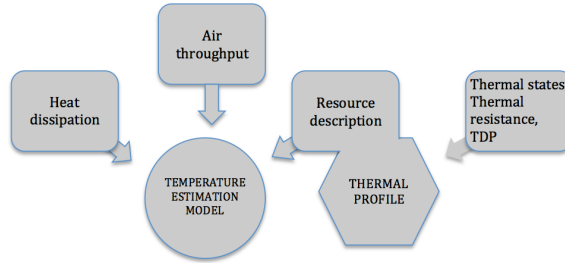 Air
throughput
Heat
dissipation
Resource
description
Thermal states
Thermal
resistance,
TDP
TEMPERATURE
ESTIMATION
MODEL
THERMAL
PROFILE